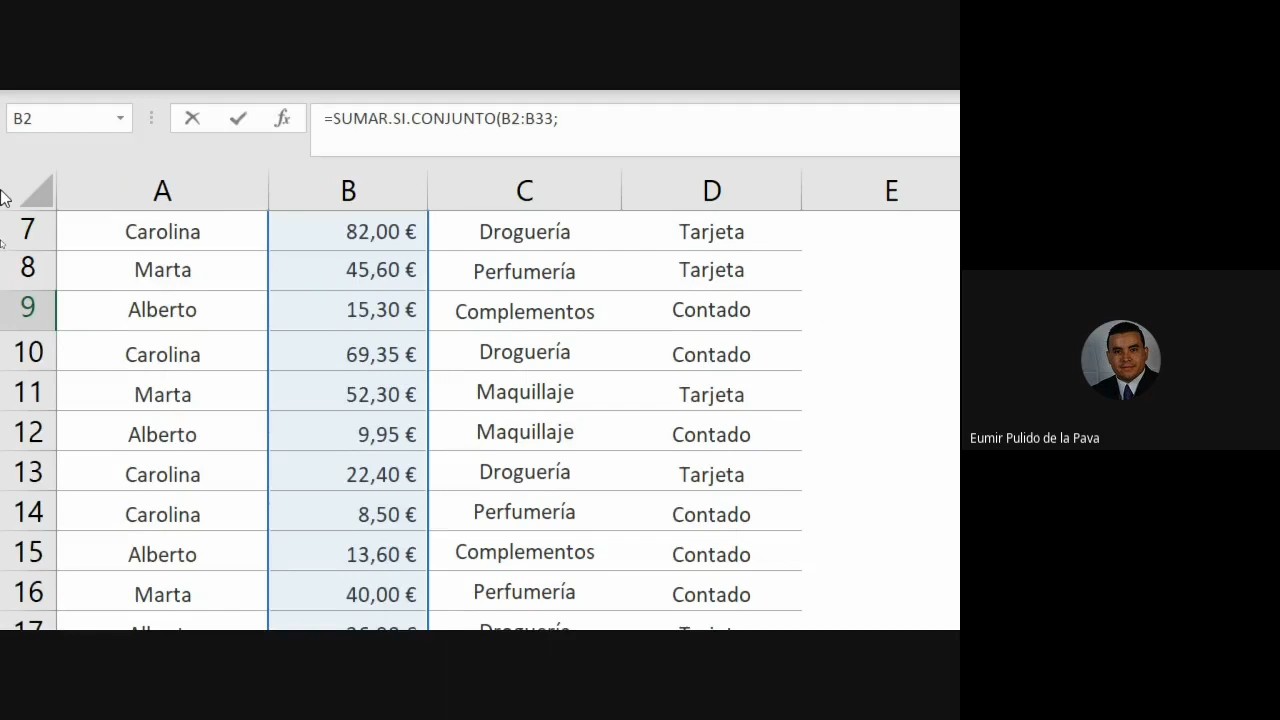 B2 fx =SUMAR.SI.CONJUNTO(B2:B33;
A B C D E
7 Carolina 82,00 € Droguería Tarjeta
8 Marta 45,60 € Perfumería Tarjeta
9 Alberto 15,30 € Complementos Contado
10 Carolina 69,35 € Droguería Contado
11 Marta 52,30 € Maquillaje Tarjeta
12 Alberto 9,95 € Maquillaje Contado
13 Carolina 22,40 € Droguería Tarjeta
14 Carolina 8,50 € Perfumería Contado
15 Alberto 13,60 € Complementos Contado
16 Marta 40,00 € Perfumería Contado
17
Eumir Pulido de la Pava